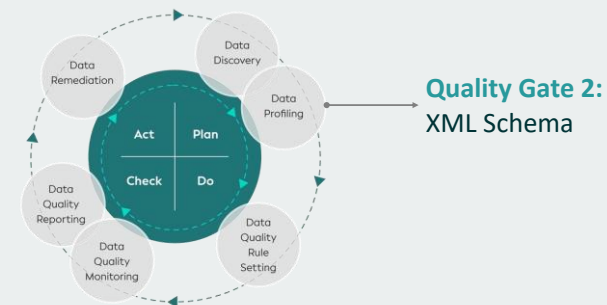 Data
Discovery
Data
Remediation
Data
Profiling
Quality Gate 2:
XML Schema
Act
Plan
Check
Do
Data
Quality
Reporting
Data
Quality
Rule
Setting
Data
Quality
Monitoring